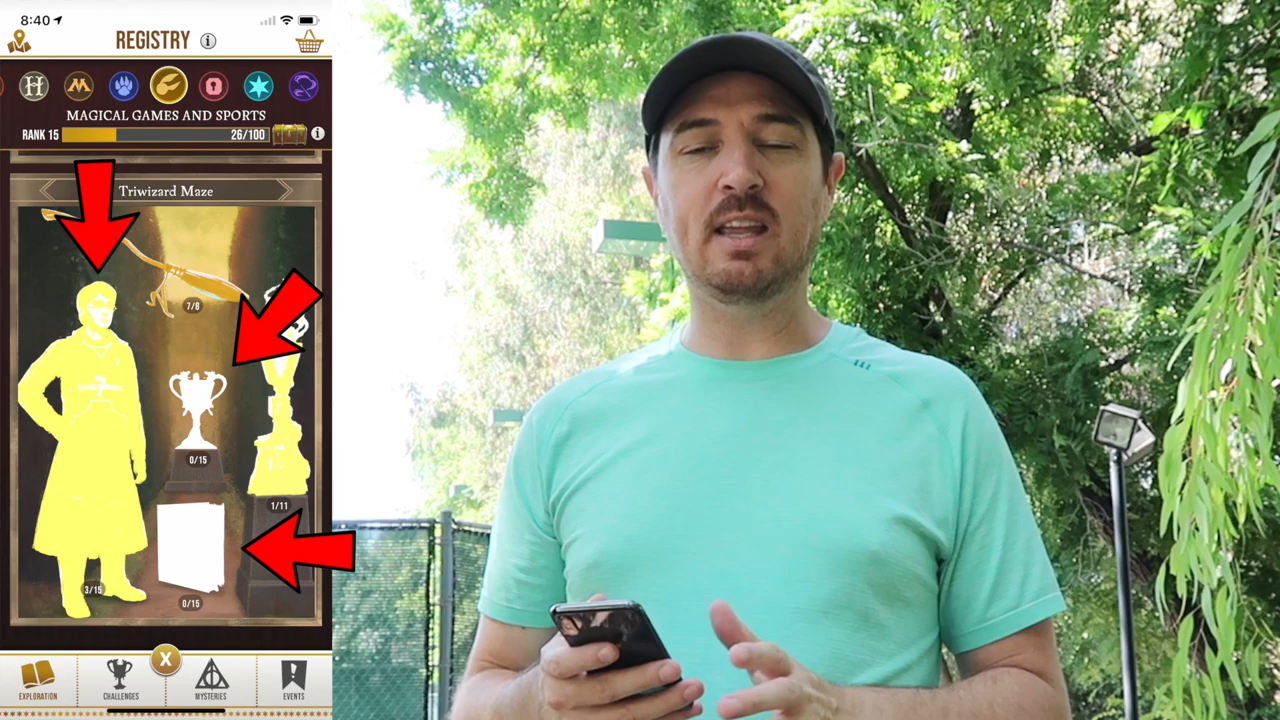 8:40
REGISTRY i
H M
MAGICAL GAMES AND SPORTS
RANK 15 26/100 i
Triwizard Maze
7/8
0/15
1/11
3/15
0/15
X
EXPLORATION CHALLENGES MYSTERIES EVENTS